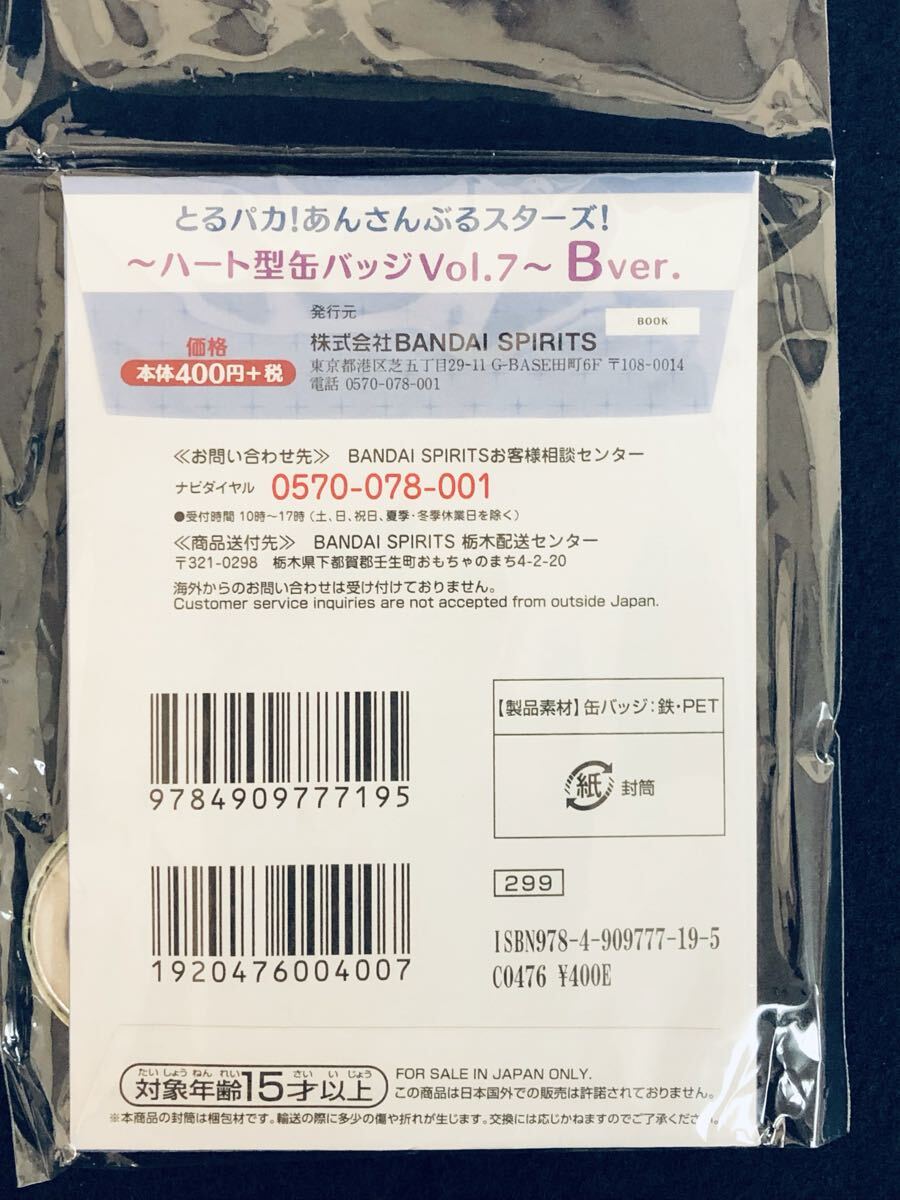 とるパカ!あんさんぶるスターズ!
〜ハート型缶バッジVol.7〜 Bver.
発行元
BOOK
価格
本体400円+税
株式会社BANDAI SPIRITS
東京都港区芝五丁目29-11 G-BASE田町6F 〒108-0014
電話 0570-078-001
≪お問い合わせ先≫ BANDAI SPIRITSお客様相談センター
ナビダイヤル 0570-078-001
●受付時間 10時〜17時（土、日、祝日、夏季・冬季休業日を除く）
≪商品送付先≫ BANDAI SPIRITS 栃木配送センター
〒321-0298 栃木県下都賀郡壬生町おもちゃのまち4-2-20
海外からのお問い合わせは受け付けておりません。
Customer service inquiries are not accepted from outside Japan.
9784909777195
【製品素材】缶バッジ:鉄・PET
紙 封筒
1920476004007
299
ISBN978-4-909777-19-5
C0476 ¥400E
たいしょうねんれい さい いじょう
対象年齢15才以上
FOR SALE IN JAPAN ONLY.
この商品は日本国外での販売は許諾されておりません。
※本商品の封筒は梱包材です。輸送の際に多少の傷や折れが生じます。交換には応じかねますのでご了承ください。